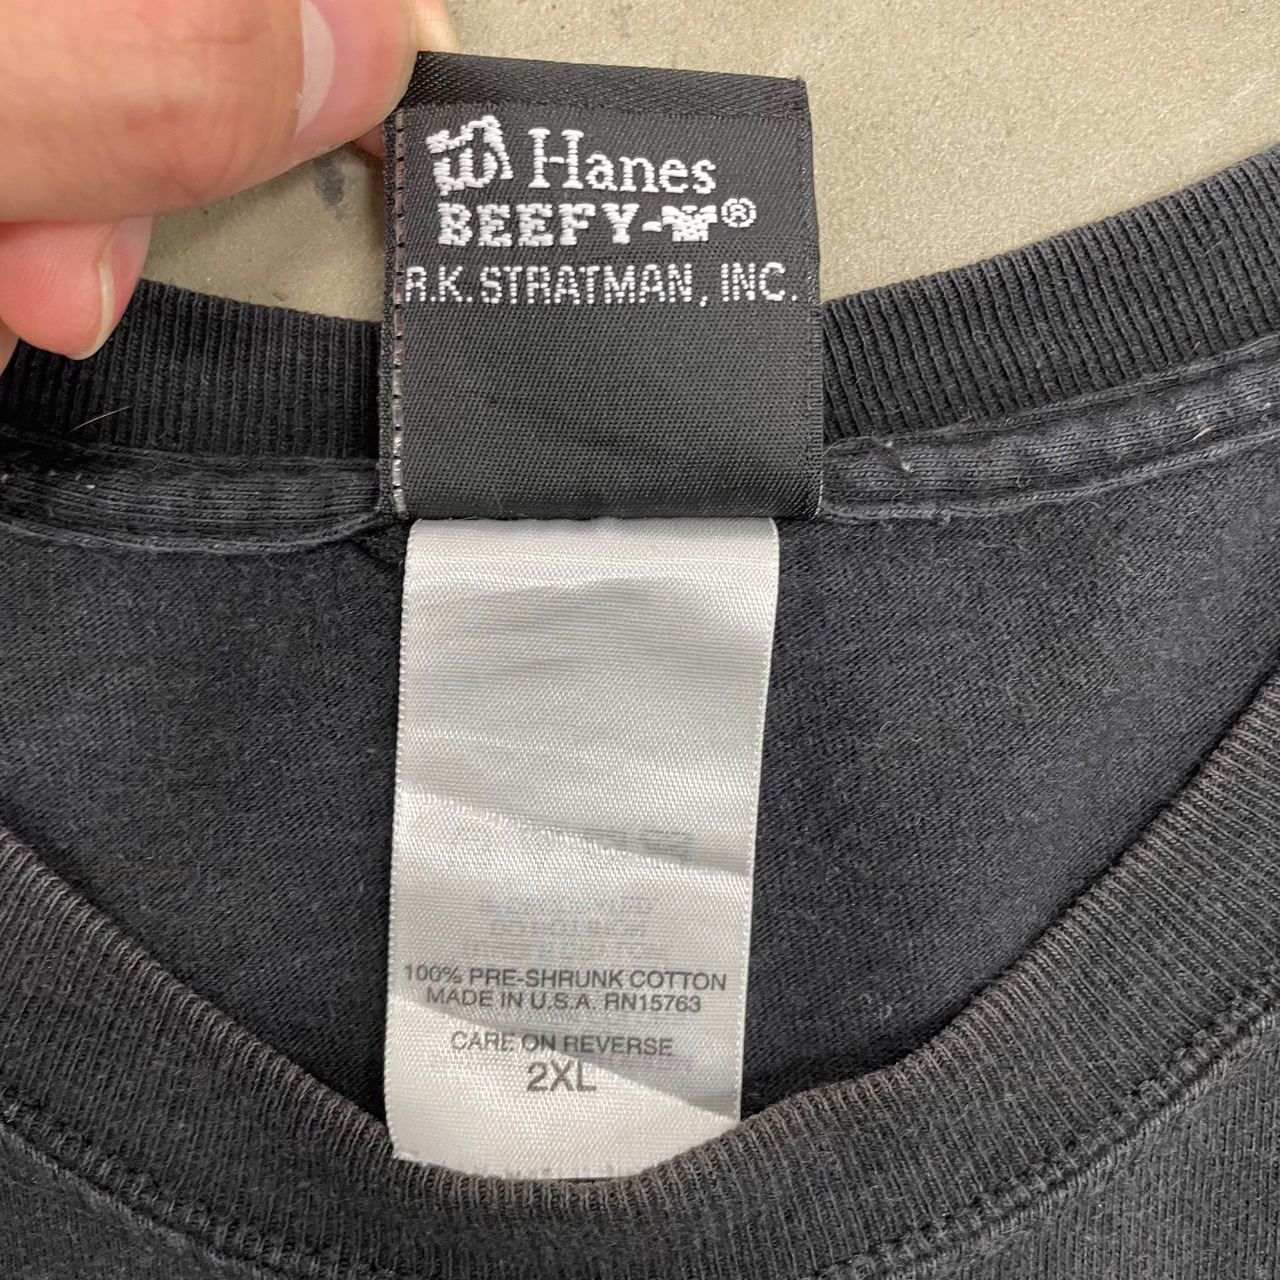 Hanes
BEEFY-T®
R.K. STRATMAN, INC.
100% PRE-SHRUNK COTTON
MADE IN U.S.A. RN15763
CARE ON REVERSE
2XL